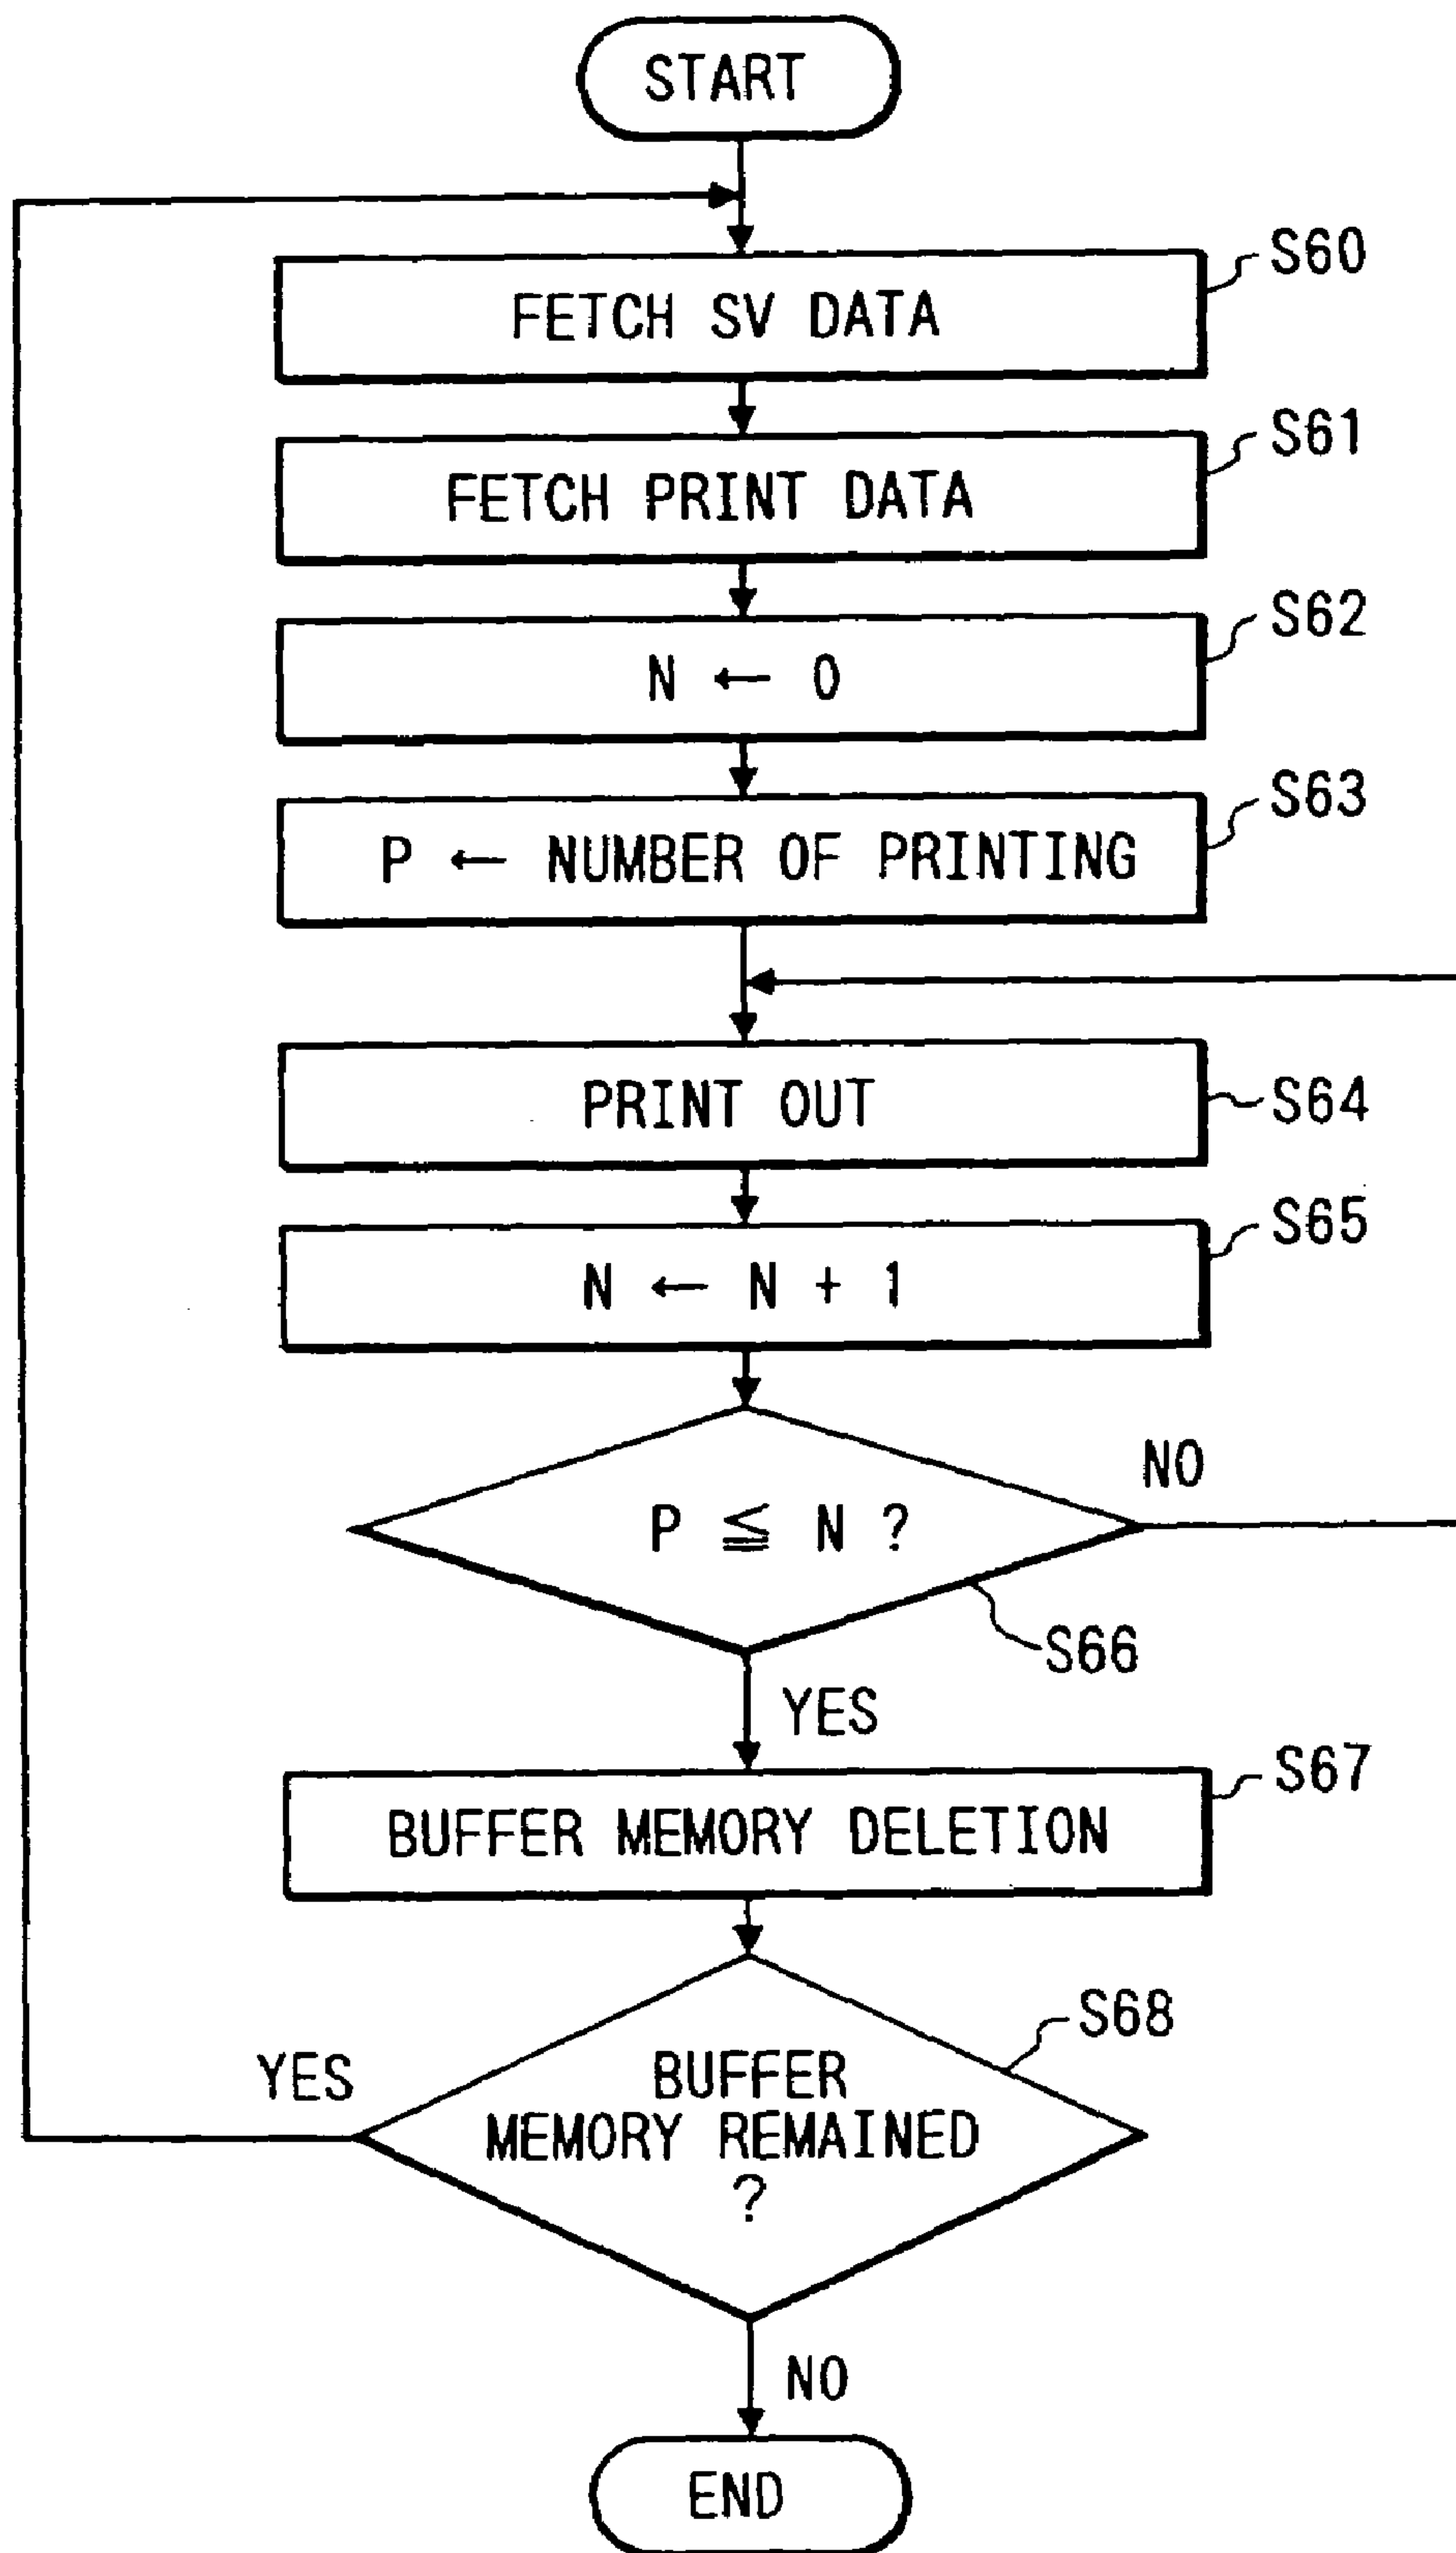 START
S60
FETCH SV DATA
S61
FETCH PRINT DATA
S62
N ← 0
S63
P ← NUMBER OF PRINTING
PRINT OUT
S64
S65
N ← N + 1
NO
P ≦ N ?
S66
YES
S67
BUFFER MEMORY DELETION
S68
YES
BUFFER
MEMORY REMAINED
?
NO
END